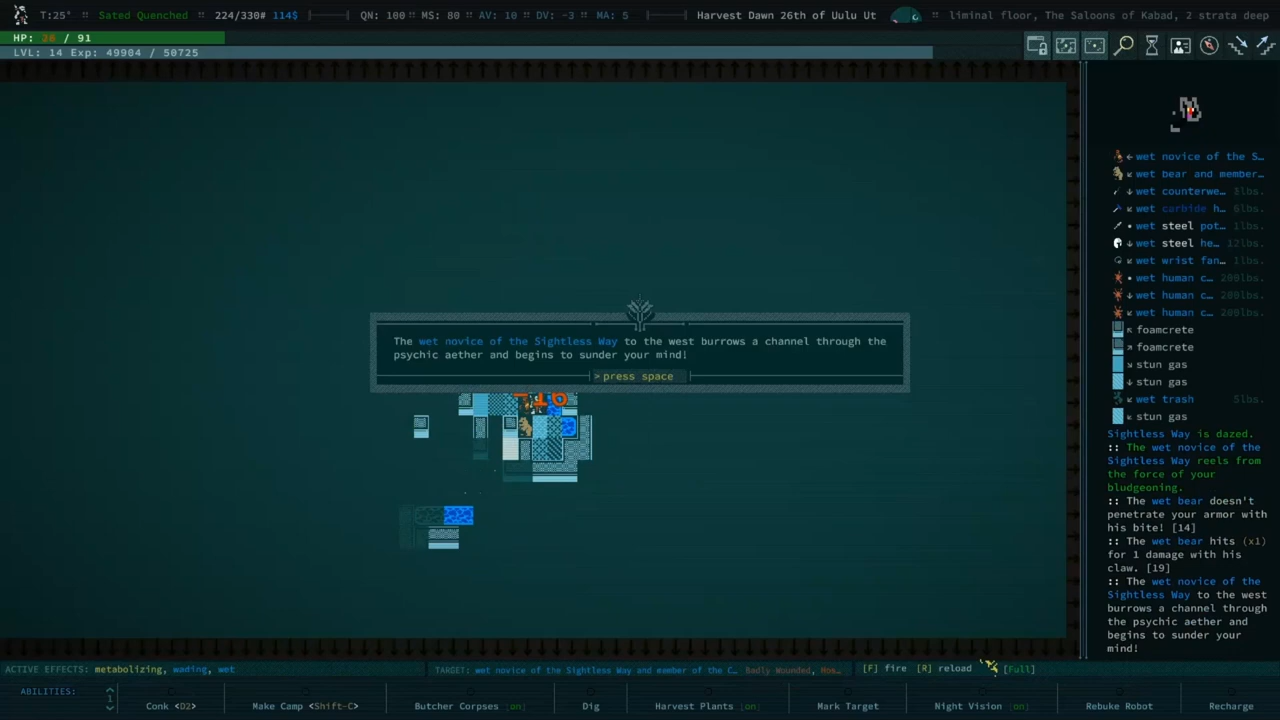 T:25° :: Sated Quenched :: 224/330# 114$ QN: 100 :: MS: 80 :: AV: 10 :: DV: -3 :: MA: 5 Harvest Dawn 26th of Uulu Ut :: liminal floor, The Saloons of Kabad, 2 strata deep
/ 91
LVL: 14 Exp: 49904 / 50725
wet novice of the S…
wet bear and member…
wet counterwe… 3lbs.
wet carbide h… 6lbs.
wet steel pot… 1lbs.
wet steel he… 12lbs.
wet wrist fan… 1lbs.
wet human c… 209lbs.
wet human c… 209lbs.
wet human c… 209lbs.
foamcrete
foamcrete
stun gas
stun gas
wet trash 5lbs.
stun gas
The wet novice of the Sightless Way to the west burrows a channel through the
psychic aether and begins to sunder your mind!
> press space
-16
Sightless Way is dazed.
:: The wet novice of the
Sightless Way reels from
the force of your
bludgeoning.
:: The wet bear doesn't
penetrate your armor with
his bite! [14]
:: The wet bear hits (x1)
for 1 damage with his
claw. [19]
:: The wet novice of the
Sightless Way to the west
burrows a channel through
the psychic aether and
begins to sunder your
mind!
ACTIVE EFFECTS: metabolizing, wading, wet
TARGET: wet novice of the Sightless Way and member of the C… Badly Wounded, Hos…
[F] fire [R] reload [Full]
ABILITIES: 1 Conk <D2> Make Camp <Shift-C> Butcher Corpses [on] Dig Harvest Plants [on] Mark Target Night Vision [on] Rebuke Robot Recharge